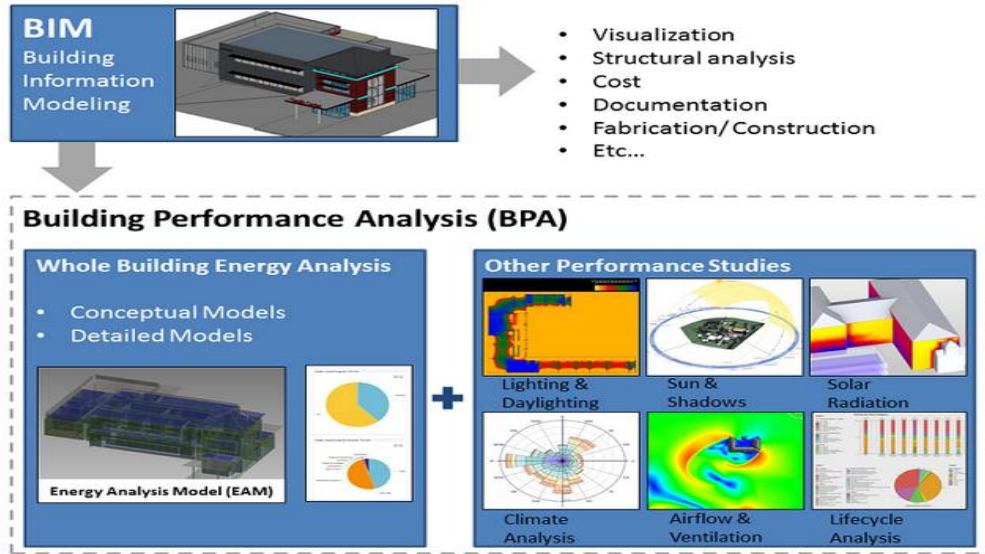 BIM
Building
Information
Modeling
• Visualization
• Structural analysis
• Cost
• Documentation
• Fabrication/ Construction
• Etc...
Building Performance Analysis (BPA)
Whole Building Energy Analysis
• Conceptual Models
• Detailed Models
Energy Analysis Model (EAM)
+
Other Performance Studies
Lighting &
Daylighting
Sun &
Shadows
Solar
Radiation
Climate
Analysis
Airflow &
Ventilation
Lifecycle
Analysis